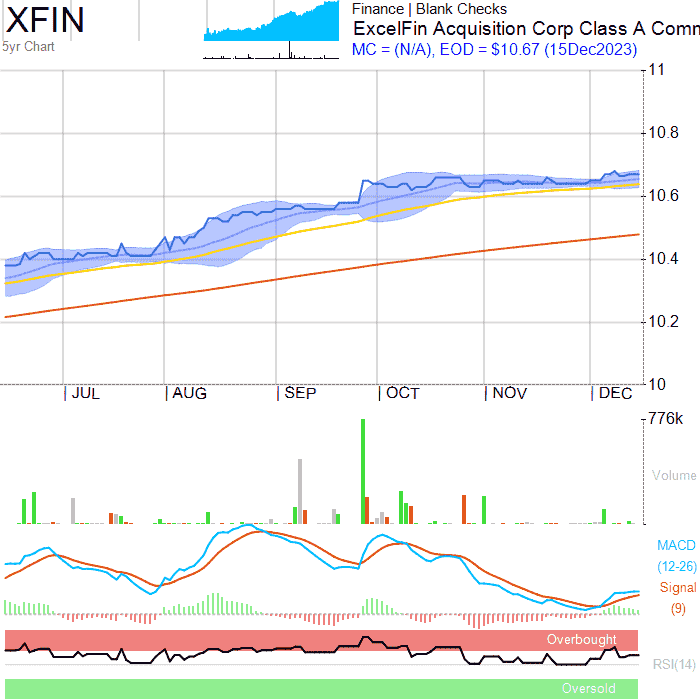 XFIN
5yr Chart
Finance | Blank Checks
ExcelFin Acquisition Corp Class A Comm
MC = (N/A), EOD = $10.67 (15Dec2023)
11
10.8
10.6
10.4
10.2
10
JUL AUG SEP OCT NOV DEC
776k
Volume
MACD
(12-26)
Signal
(9)
Overbought
RSI(14)
Oversold